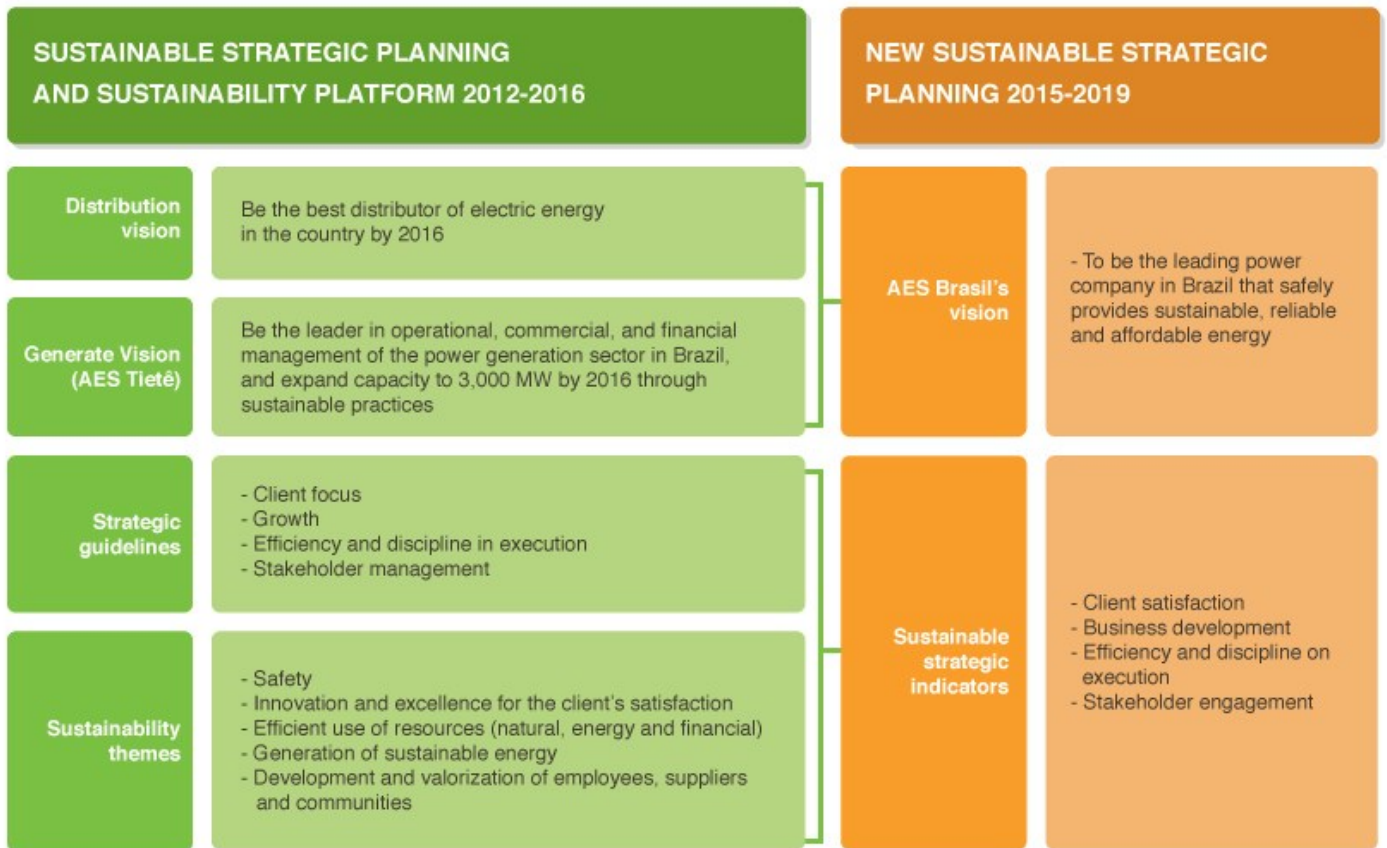 SUSTAINABLE STRATEGIC PLANNING
AND SUSTAINABILITY PLATFORM 2012-2016
NEW SUSTAINABLE STRATEGIC
PLANNING 2015-2019
Distribution
vision
Be the best distributor of electric energy
in the country by 2016
Generate Vision
(AES Tietê)
Be the leader in operational, commercial, and financial
management of the power generation sector in Brazil,
and expand capacity to 3,000 MW by 2016 through
sustainable practices
AES Brasil's
vision
- To be the leading power
company in Brazil that safely
provides sustainable, reliable
and affordable energy
Strategic
guidelines
- Client focus
- Growth
- Efficiency and discipline in execution
- Stakeholder management
Sustainability
themes
- Safety
- Innovation and excellence for the client's satisfaction
- Efficient use of resources (natural, energy and financial)
- Generation of sustainable energy
- Development and valorization of employees, suppliers
and communities
Sustainable
strategic
indicators
- Client satisfaction
- Business development
- Efficiency and discipline on
execution
- Stakeholder engagement